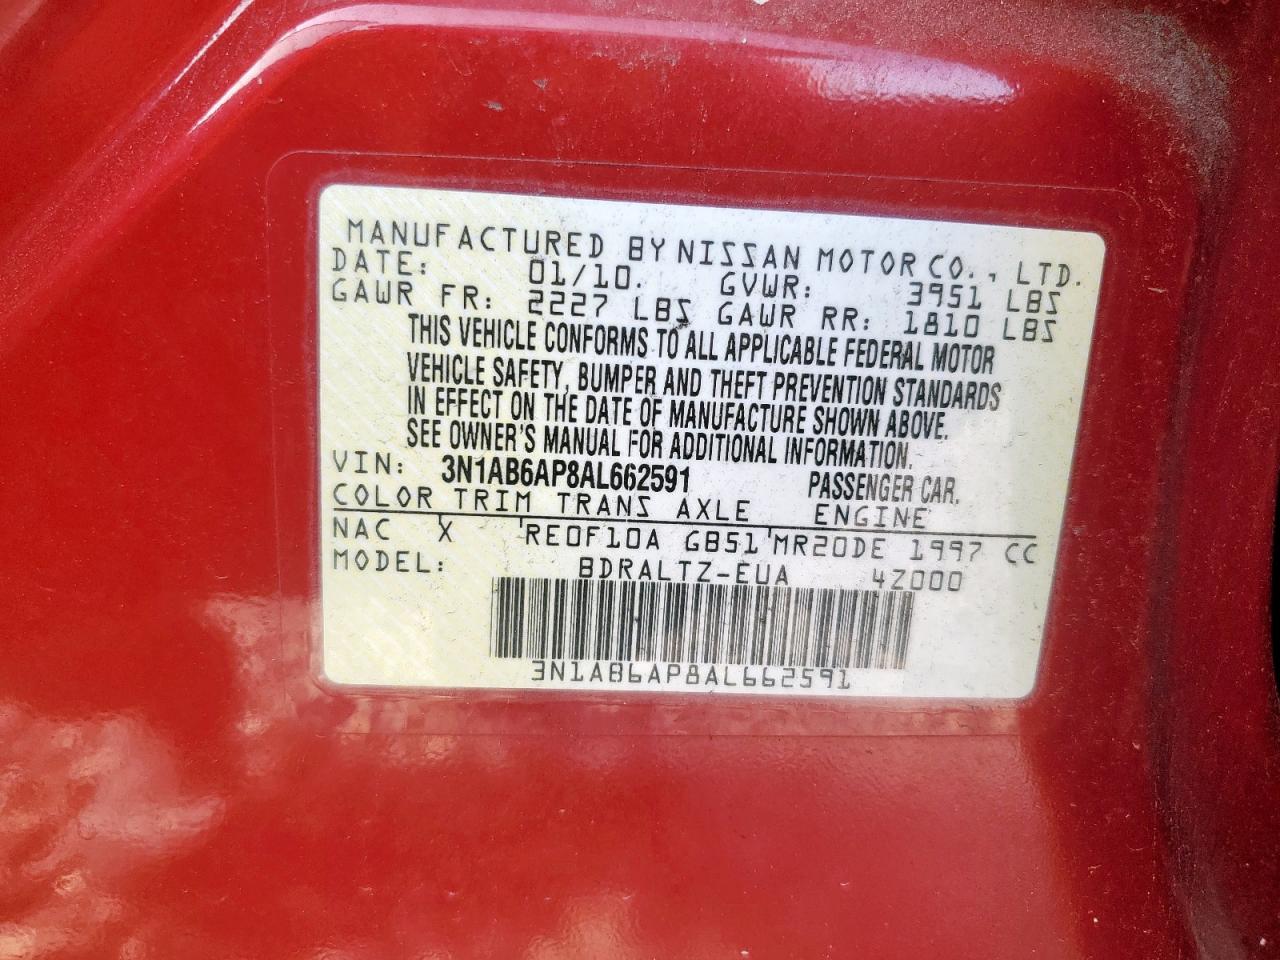 MANUFACTURED BY NISSAN MOTOR CO., LTD.
DATE: 01/10. GVWR: 3951 LBS
GAWR FR: 2227 LBS GAWR RR: 1810 LBS
THIS VEHICLE CONFORMS TO ALL APPLICABLE FEDERAL MOTOR
VEHICLE SAFETY, BUMPER AND THEFT PREVENTION STANDARDS
IN EFFECT ON THE DATE OF MANUFACTURE SHOWN ABOVE.
SEE OWNER'S MANUAL FOR ADDITIONAL INFORMATION.
VIN: 3N1AB6AP8AL662591 PASSENGER CAR.
COLOR TRIM TRANS AXLE ENGINE
NAC X RE0F10A GB51 MR20DE 1997 CC
MODEL: BDRALTZ-EUA 4Z000
3N1AB6AP8AL662591